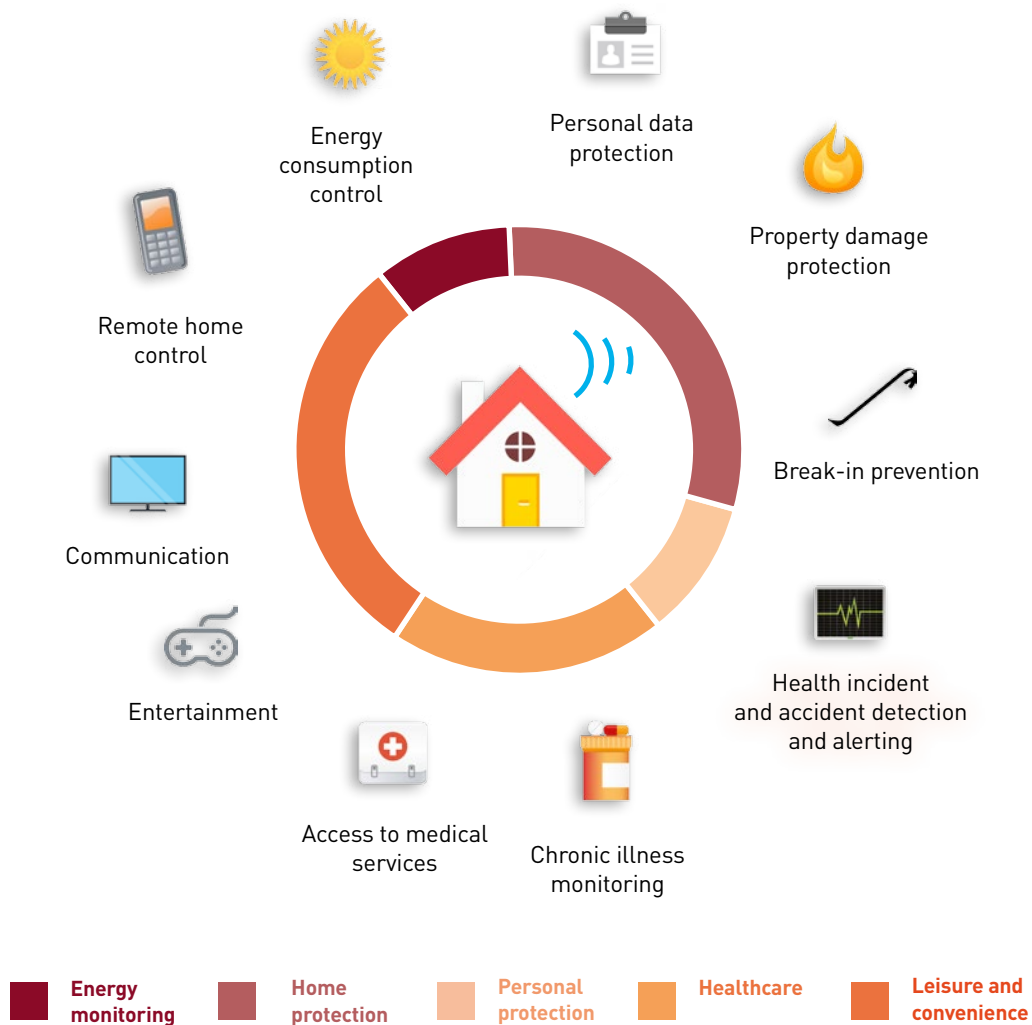 Energy
consumption
control
Personal data
protection
Property damage
protection
Remote home
control
Break-in prevention
Communication
Health incident
and accident detection
and alerting
Entertainment
Access to medical
services
Chronic illness
monitoring
Energy
monitoring
Home
protection
Personal
protection
Healthcare
Leisure and
convenience